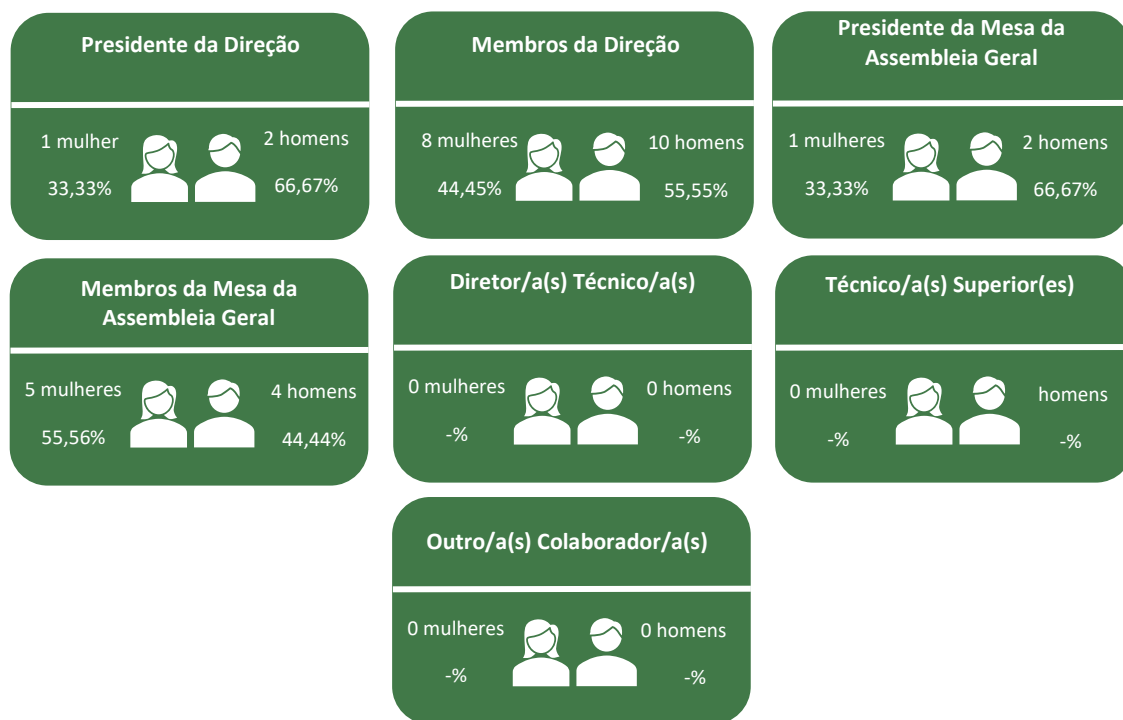 Presidente da Direção
1 mulher
2 homens
33,33%
66,67%
Membros da Direção
8 mulheres
10 homens
44,45%
55,55%
Presidente da Mesa da
Assembleia Geral
1 mulheres
2 homens
33,33%
66,67%
Membros da Mesa da
Assembleia Geral
5 mulheres
4 homens
55,56%
44,44%
Diretor/a(s) Técnico/a(s)
0 mulheres
0 homens
-%
-%
Técnico/a(s) Superior(es)
0 mulheres
homens
-%
-%
Outro/a(s) Colaborador/a(s)
0 mulheres
0 homens
-%
-%